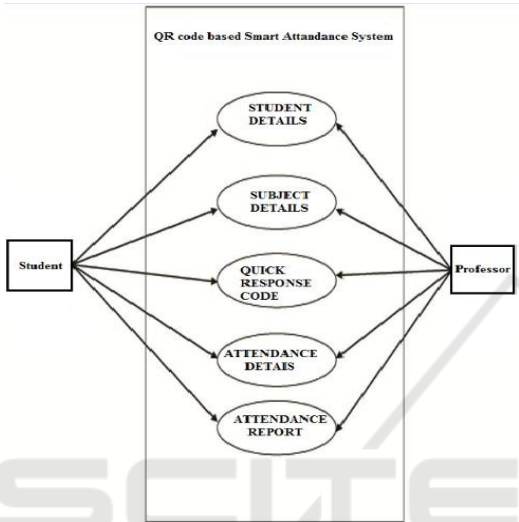 QR code based Smart Attandance System
STUDENT
DETAILS
SUBJECT
DETAILS
Student
QUICK
RESPONSE
CODE
Professor
ATTENDANCE
DETAIS
ATTENDANCE
REPORT
SCITE